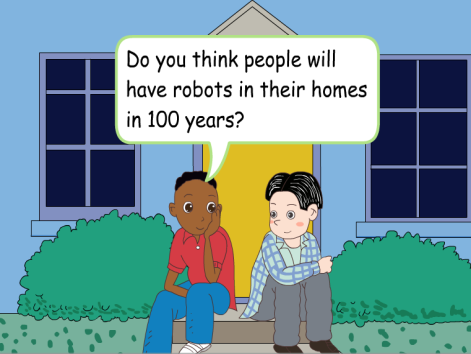 Do you think people will
have robots in their homes
in 100 years?